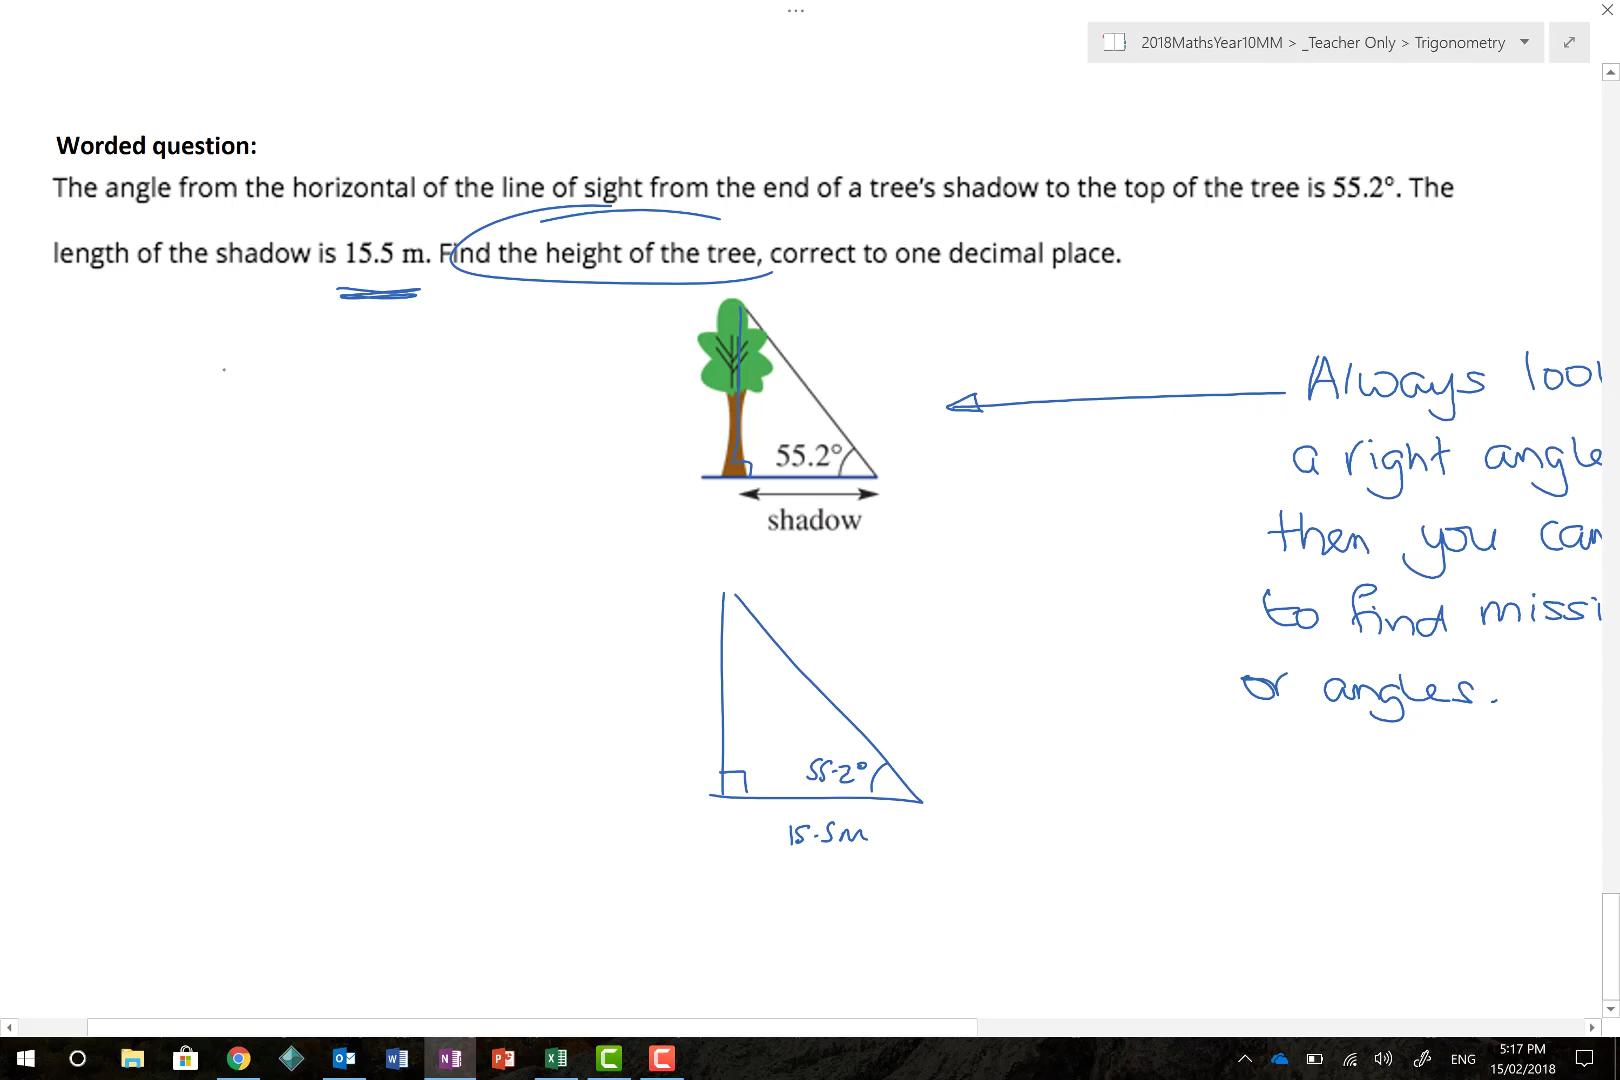 2018MathsYear10MM > _Teacher Only > Trigonometry
Worded question:
The angle from the horizontal of the line of sight from the end of a tree's shadow to the top of the tree is 55.2°. The
length of the shadow is 15.5 m. Find the height of the tree, correct to one decimal place.
55.2°
shadow
Always
a right angle
then you can
to find
or angles.
55.2°
15.5m
ENG
5:17 PM
15/02/2018